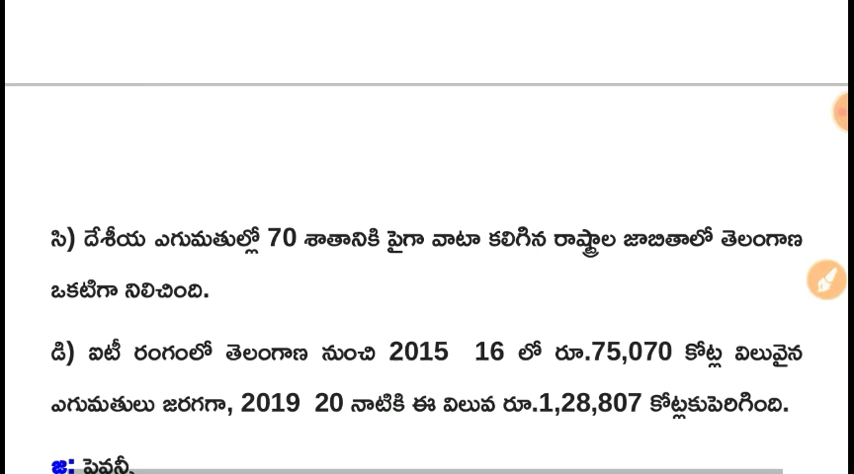 సి) దేశీయ ఎగుమతుల్లో 70 శాతానికి పైగా వాటా కలిగిన రాష్ట్రాల జాబితాలో తెలంగాణ
ఒకటిగా నిలిచింది.
డి) ఐటీ రంగంలో తెలంగాణ నుంచి 2015 16 లో రూ.75,070 కోట్ల విలువైన
ఎగుమతులు జరగగా, 2019 20 నాటికి ఈ విలువ రూ.1,28,807 కోట్లకుపెరిగింది.
జ: పైవన్నీ